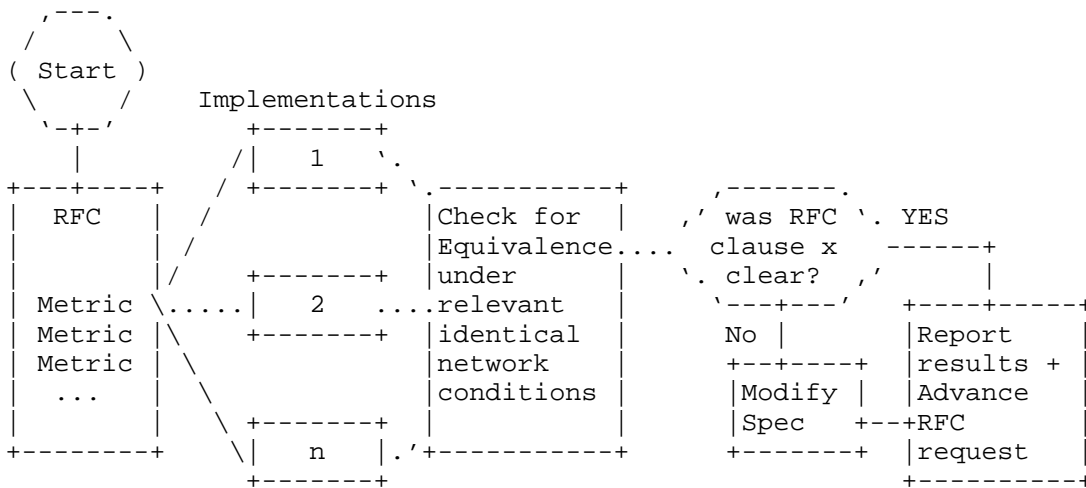 Start
Implementations
1
RFC
Metric
Metric
Metric
...
2
n
Check for
Equivalence
under
relevant
identical
network
conditions
was RFC
clause x
clear?
YES
No
Modify
Spec
Report
results +
Advance
RFC
request